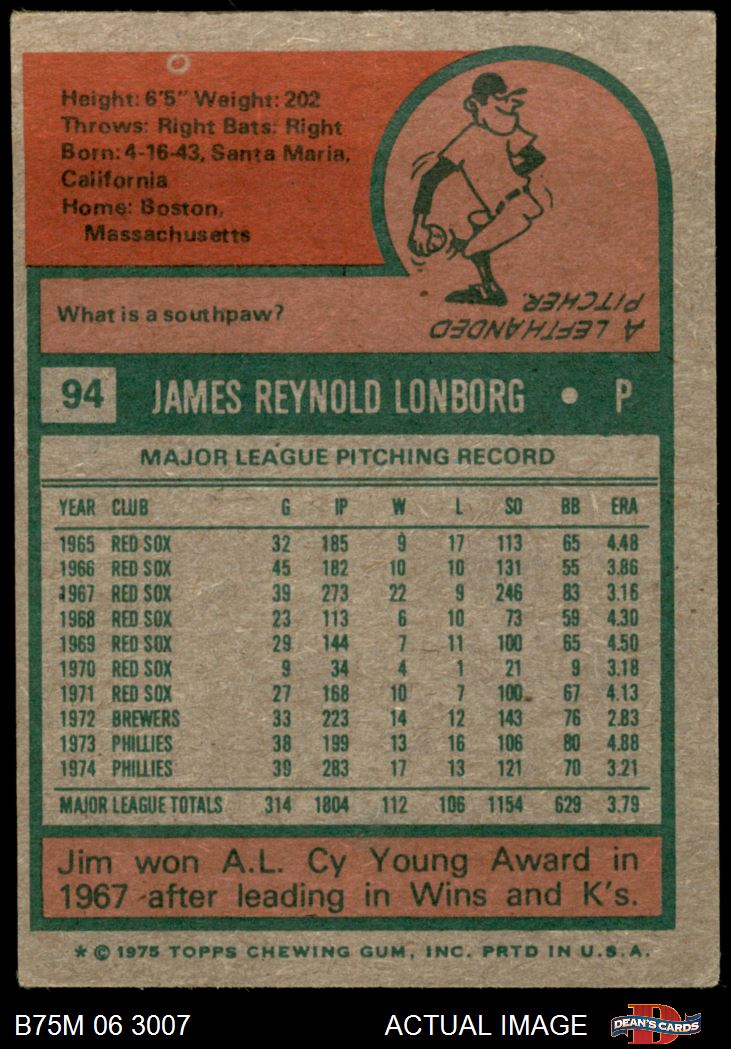 Height: 6'5" Weight: 202
Throws: Right Bats: Right
Born: 4-16-43, Santa Maria,
California
Home: Boston,
Massachusetts
What is a southpaw?
A LEFTHANDED
PITCHER.
94 JAMES REYNOLD LONBORG • P
MAJOR LEAGUE PITCHING RECORD
YEAR CLUB G IP W L SO BB ERA
1965 RED SOX 32 185 9 17 113 65 4.48
1966 RED SOX 45 182 10 10 131 55 3.86
1967 RED SOX 39 273 22 9 246 83 3.16
1968 RED SOX 23 113 6 10 73 59 4.30
1969 RED SOX 29 144 7 11 100 65 4.50
1970 RED SOX 9 34 4 1 21 9 3.18
1971 RED SOX 27 168 10 7 100 67 4.13
1972 BREWERS 33 223 14 12 143 76 2.83
1973 PHILLIES 38 199 13 16 106 80 4.88
1974 PHILLIES 39 283 17 13 121 70 3.21
MAJOR LEAGUE TOTALS 314 1804 112 106 1154 629 3.79
Jim won A.L. Cy Young Award in
1967 after leading in Wins and K's.
* © 1975 TOPPS CHEWING GUM, INC. PRTD IN U.S.A.
B75M 06 3007 ACTUAL IMAGE DEAN'S CARDS